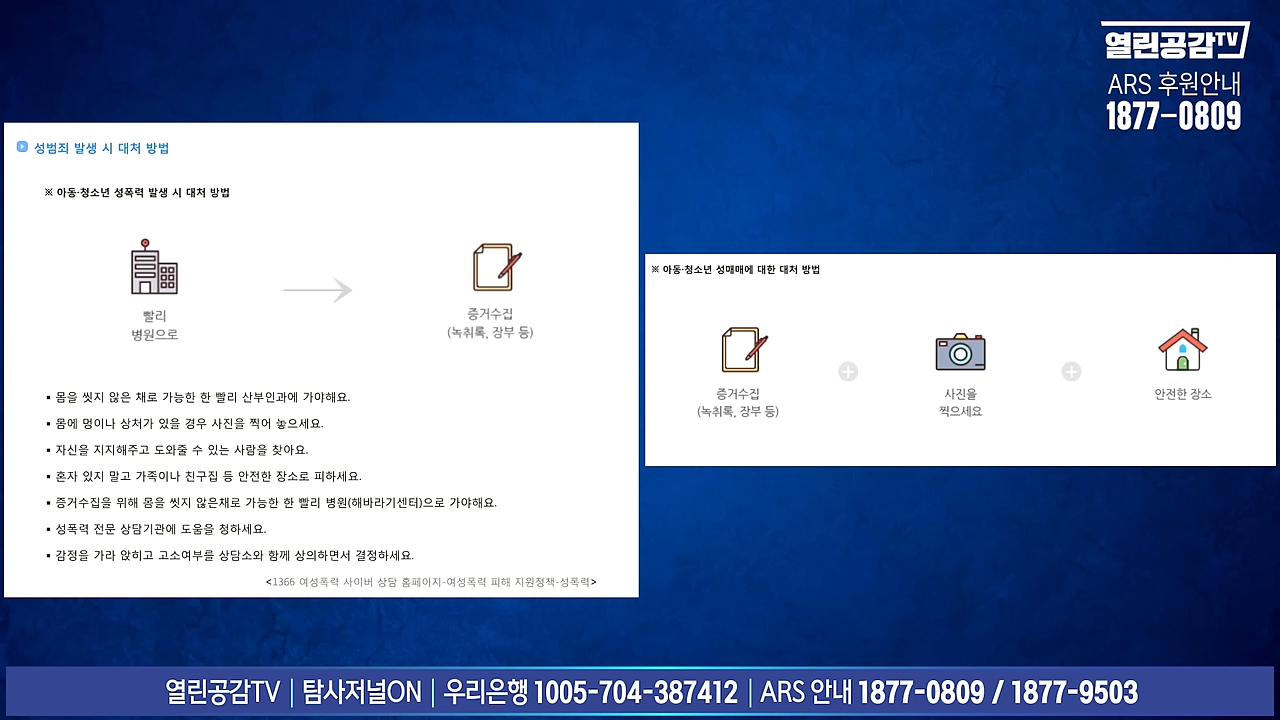 열린공감TV
ARS 후원안내
1877-0809
성범죄 발생 시 대처 방법
※ 아동·청소년 성폭력 발생 시 대처 방법
빨리
병원으로
증거수집
(녹취록, 장부 등)
▪ 몸을 씻지 않은 채로 가능한 한 빨리 산부인과에 가야해요.
▪ 몸에 멍이나 상처가 있을 경우 사진을 찍어 놓으세요.
▪ 자신을 지지해주고 도와줄 수 있는 사람을 찾아요.
▪ 혼자 있지 말고 가족이나 친구집 등 안전한 장소로 피하세요.
▪ 증거수집을 위해 몸을 씻지 않은채로 가능한 한 빨리 병원(해바라기센터)으로 가야해요.
▪ 성폭력 전문 상담기관에 도움을 청하세요.
▪ 감정을 가라 앉히고 고소여부를 상담소와 함께 상의하면서 결정하세요.
<1366 여성폭력 사이버 상담 홈페이지-여성폭력 피해 지원정책-성폭력>
※ 아동·청소년 성매매에 대한 대처 방법
증거수집
(녹취록, 장부 등)
사진을
찍으세요
안전한 장소
열린공감TV | 탐사저널ON | 우리은행 1005-704-387412 | ARS 안내 1877-0809 / 1877-9503